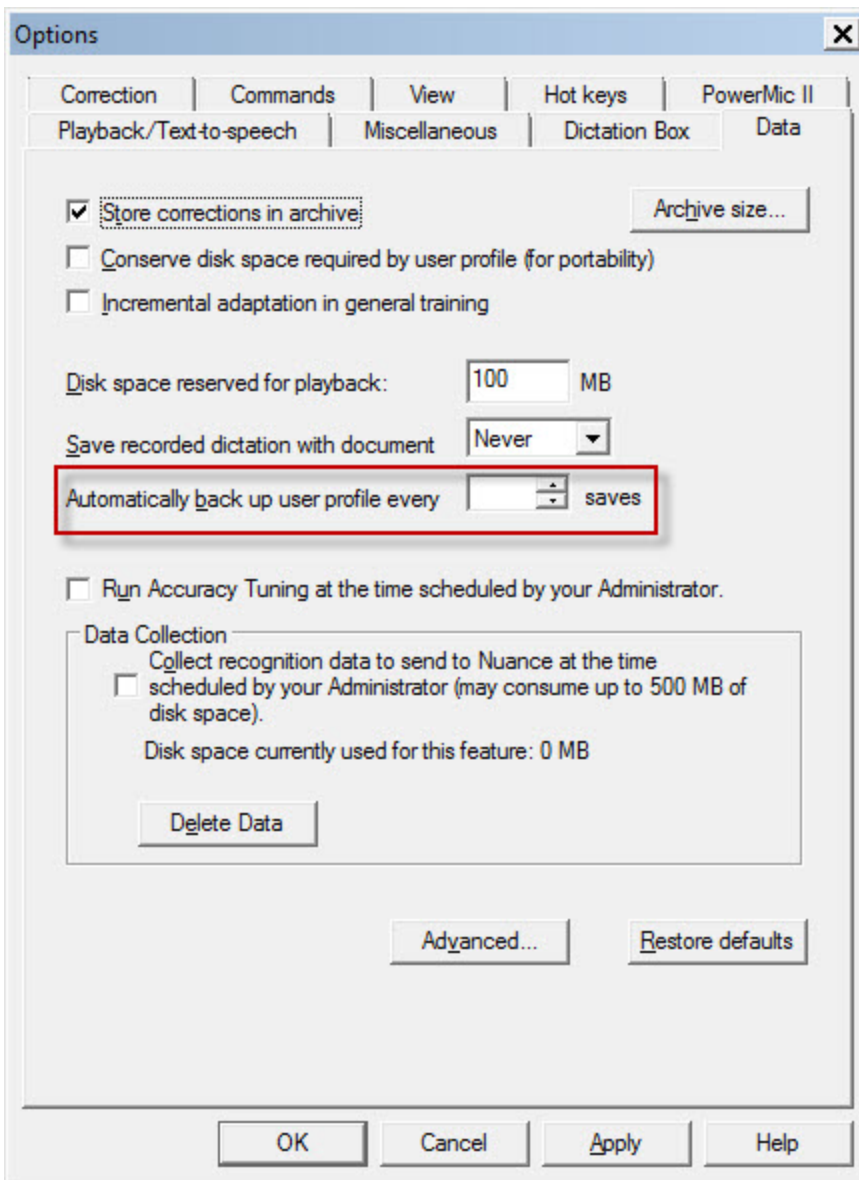 Options
Correction Commands View Hot keys PowerMic II
Playback/Text-to-speech Miscellaneous Dictation Box Data
Store corrections in archive Archive size...
Conserve disk space required by user profile (for portability)
Incremental adaptation in general training
Disk space reserved for playback: 100 MB
Save recorded dictation with document Never
Automatically back up user profile every saves
Run Accuracy Tuning at the time scheduled by your Administrator.
Data Collection
Collect recognition data to send to Nuance at the time
scheduled by your Administrator (may consume up to 500 MB of
disk space).
Disk space currently used for this feature: 0 MB
Delete Data
Advanced... Restore defaults
OK Cancel Apply Help